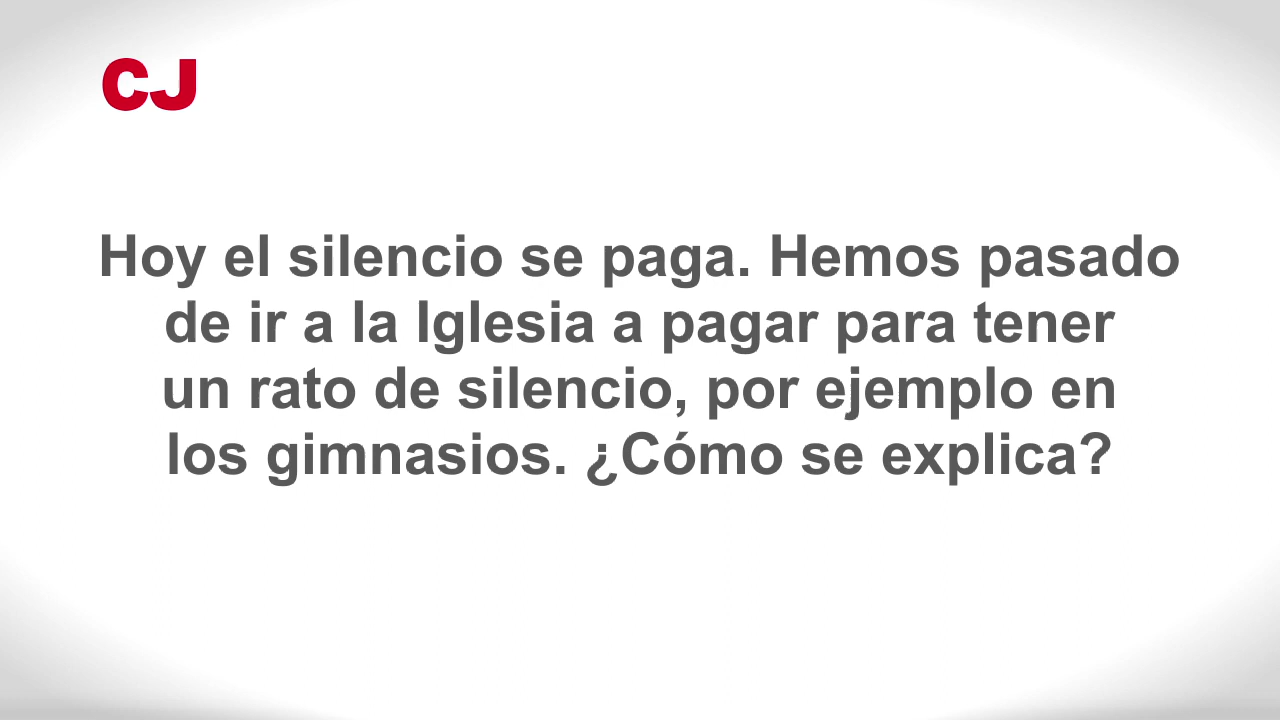 CJ
Hoy el silencio se paga. Hemos pasado
de ir a la Iglesia a pagar para tener
un rato de silencio, por ejemplo en
los gimnasios. ¿Cómo se explica?